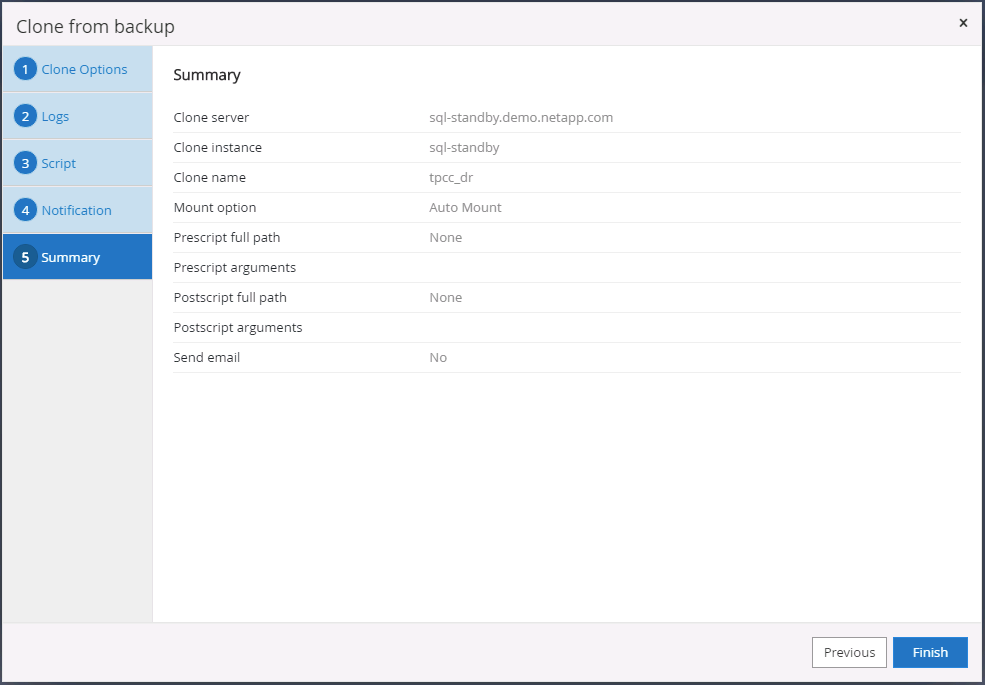 Clone from backup
×
1 Clone Options
2 Logs
3 Script
4 Notification
5 Summary
Summary
Clone server sql-standby.demo.netapp.com
Clone instance sql-standby
Clone name tpcc_dr
Mount option Auto Mount
Prescript full path None
Prescript arguments
Postscript full path None
Postscript arguments
Send email No
Previous Finish